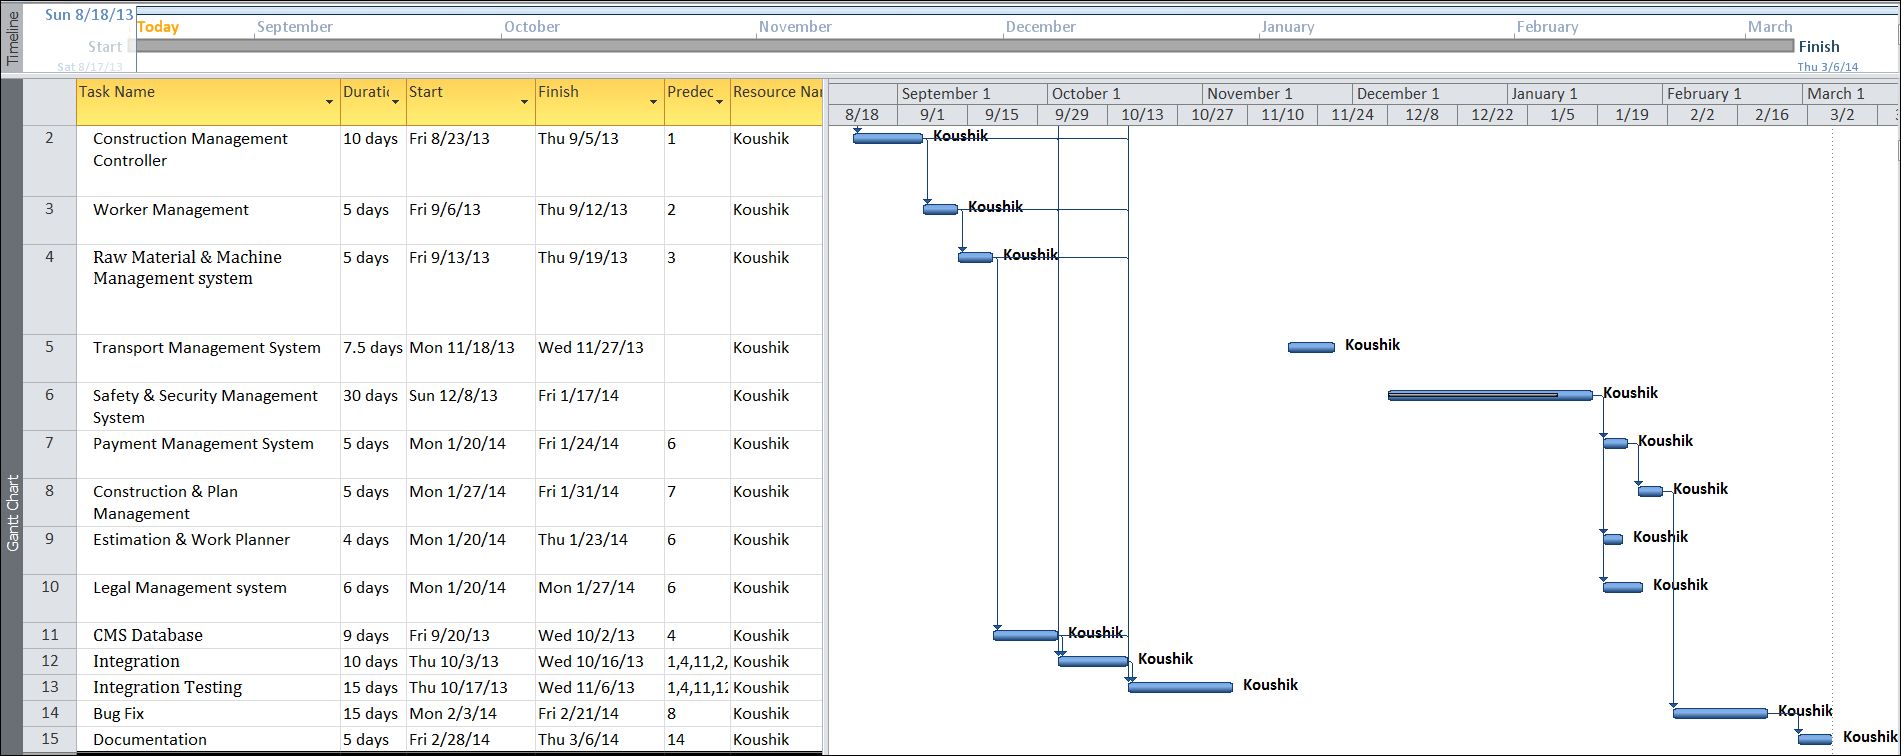 Timeline
Sun 8/18/13
Today
September October November December January February March
Start
Finish
Sat 8/17/13
Thu 3/6/14
Gantt Chart
Task Name Duratic Start Finish Predec Resource Nar
September 1 October 1 November 1 December 1 January 1 February 1 March 1
8/18 9/1 9/15 9/29 10/13 10/27 11/10 11/24 12/8 12/22 1/5 1/19 2/2 2/16 3/2
2 Construction Management 10 days Fri 8/23/13 Thu 9/5/13 1 Koushik Koushik
Controller
3 Worker Management 5 days Fri 9/6/13 Thu 9/12/13 2 Koushik Koushik
4 Raw Material & Machine 5 days Fri 9/13/13 Thu 9/19/13 3 Koushik Koushik
Management system
5 Transport Management System 7.5 days Mon 11/18/13 Wed 11/27/13 Koushik Koushik
6 Safety & Security Management 30 days Sun 12/8/13 Fri 1/17/14 Koushik Koushik
System
7 Payment Management System 5 days Mon 1/20/14 Fri 1/24/14 6 Koushik Koushik
8 Construction & Plan 5 days Mon 1/27/14 Fri 1/31/14 7 Koushik Koushik
Management
9 Estimation & Work Planner 4 days Mon 1/20/14 Thu 1/23/14 6 Koushik Koushik
10 Legal Management system 6 days Mon 1/20/14 Mon 1/27/14 6 Koushik Koushik
11 CMS Database 9 days Fri 9/20/13 Wed 10/2/13 4 Koushik Koushik
12 Integration 10 days Thu 10/3/13 Wed 10/16/13 1,4,11,2, Koushik Koushik
13 Integration Testing 15 days Thu 10/17/13 Wed 11/6/13 1,4,11,12 Koushik Koushik
14 Bug Fix 15 days Mon 2/3/14 Fri 2/21/14 8 Koushik Koushik
15 Documentation 5 days Fri 2/28/14 Thu 3/6/14 14 Koushik Koushik